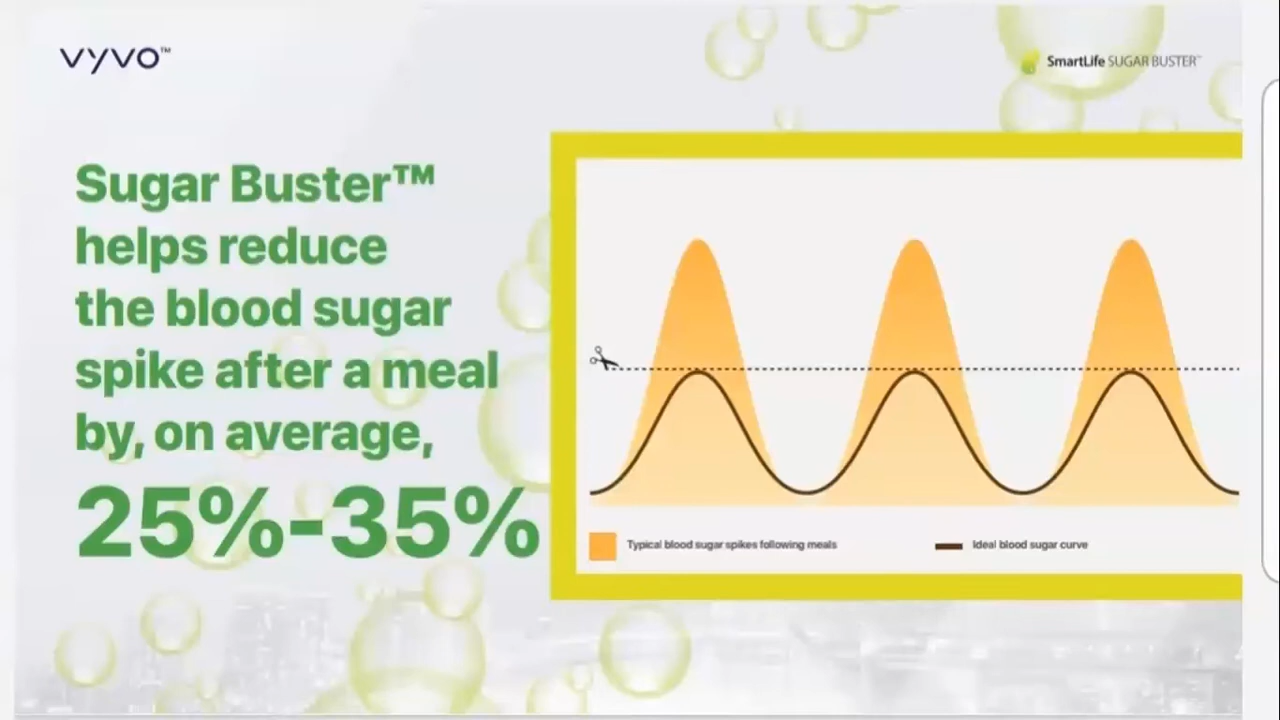 vyvo™
SmartLife SUGAR BUSTER™
Sugar Buster™
helps reduce
the blood sugar
spike after a meal
by, on average,
25%-35%
Typical blood sugar spikes following meals
Ideal blood sugar curve